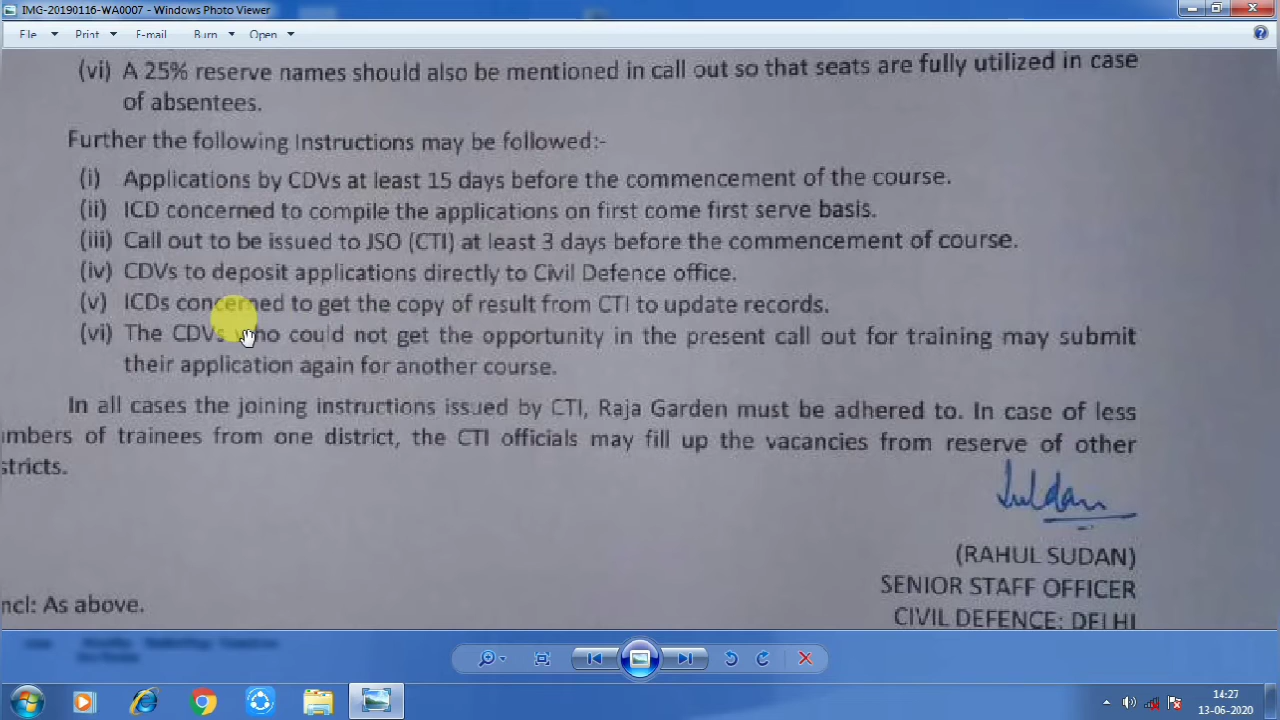 IMG-20190116-WA0007 - Windows Photo Viewer
File Print E-mail Burn Open
(vi) A 25% reserve names should also be mentioned in call out so that seats are fully utilized in case
of absentees.
Further the following Instructions may be followed:-
(i) Applications by CDVs at least 15 days before the commencement of the course.
(ii) ICD concerned to compile the applications on first come first serve basis.
(iii) Call out to be issued to JSO (CTI) at least 3 days before the commencement of course.
(iv) CDVs to deposit applications directly to Civil Defence office.
(v) ICDs concerned to get the copy of result from CTI to update records.
(vi) The CDVs who could not get the opportunity in the present call out for training may submit
their application again for another course.
In all cases the joining instructions issued by CTI, Raja Garden must be adhered to. In case of less
mbers of trainees from one district, the CTI officials may fill up the vacancies from reserve of other
stricts.
(RAHUL SUDAN)
SENIOR STAFF OFFICER
CIVIL DEFENCE: DELHI
ncl: As above.
14:27
13-06-2020